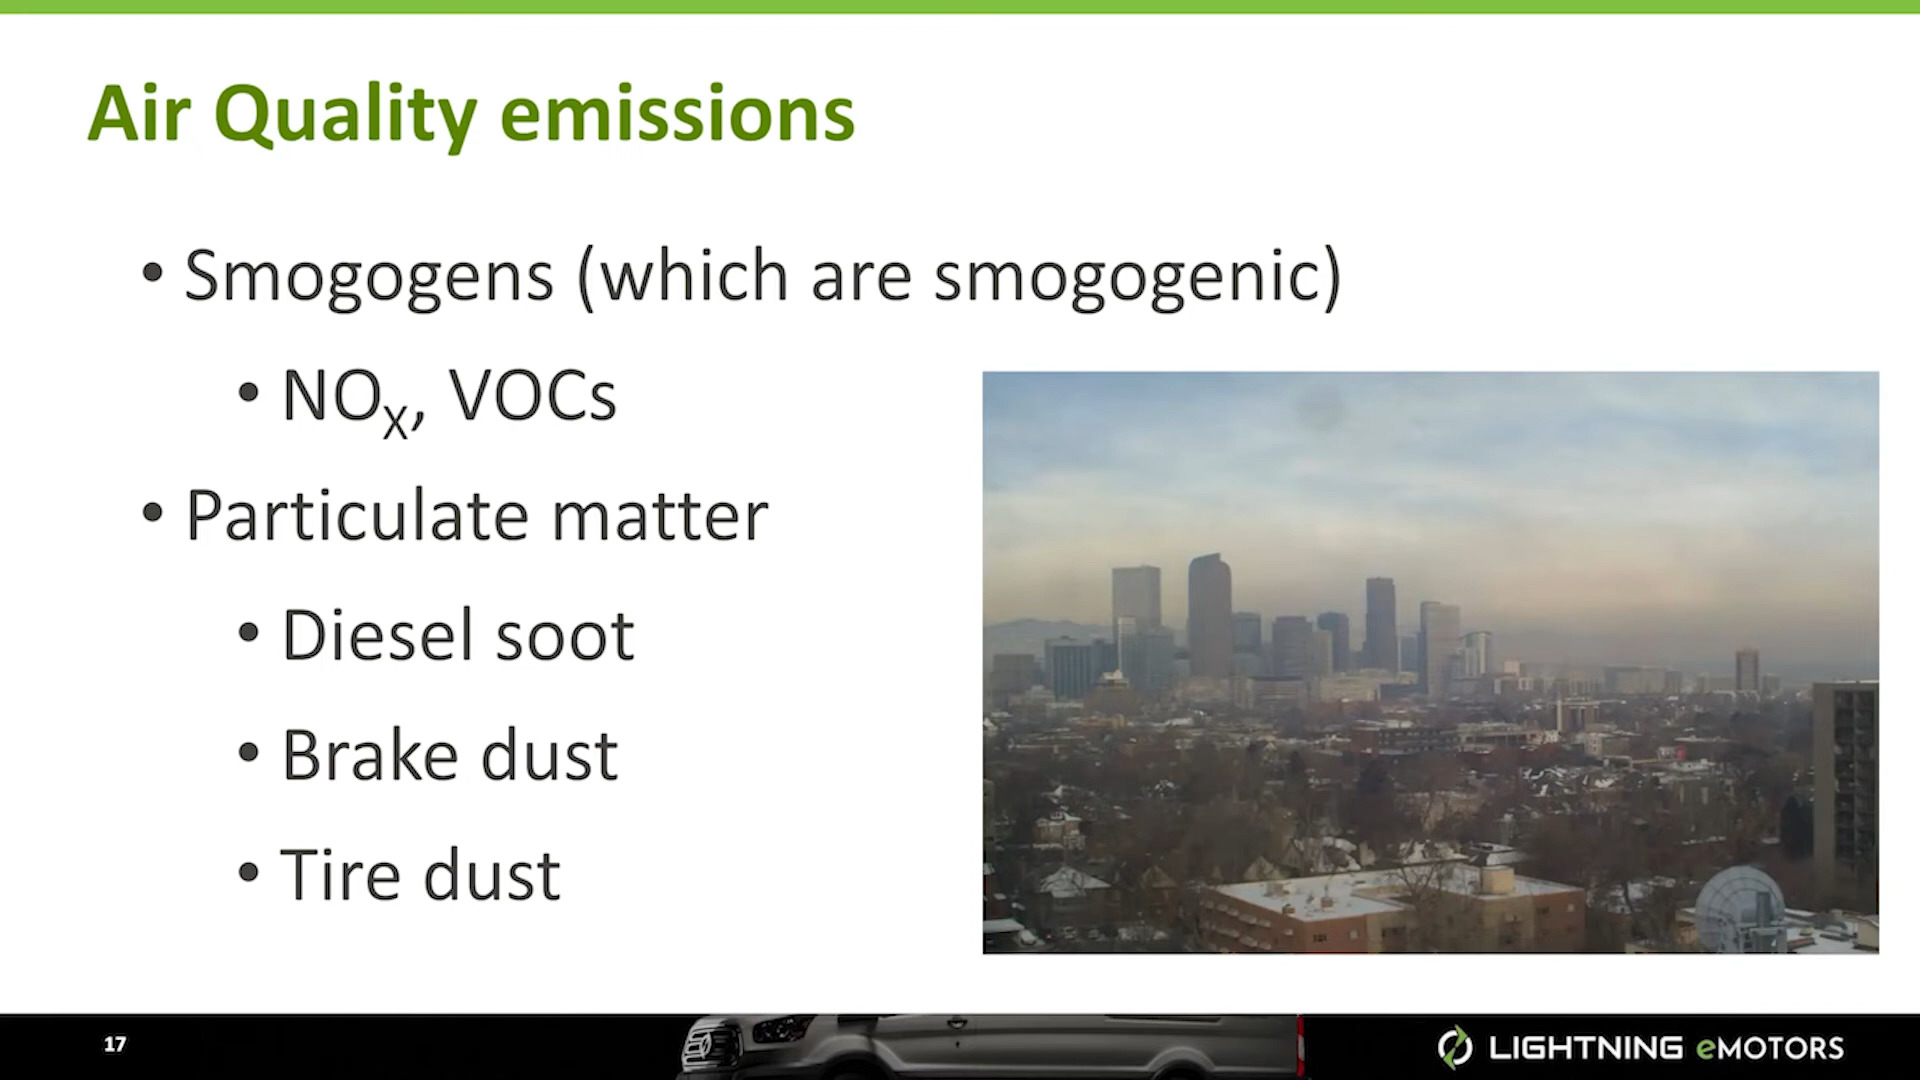 Air Quality emissions
• Smogogens (which are smogogenic)
• NOX, VOCs
• Particulate matter
• Diesel soot
• Brake dust
• Tire dust
17
LIGHTNING eMOTORS